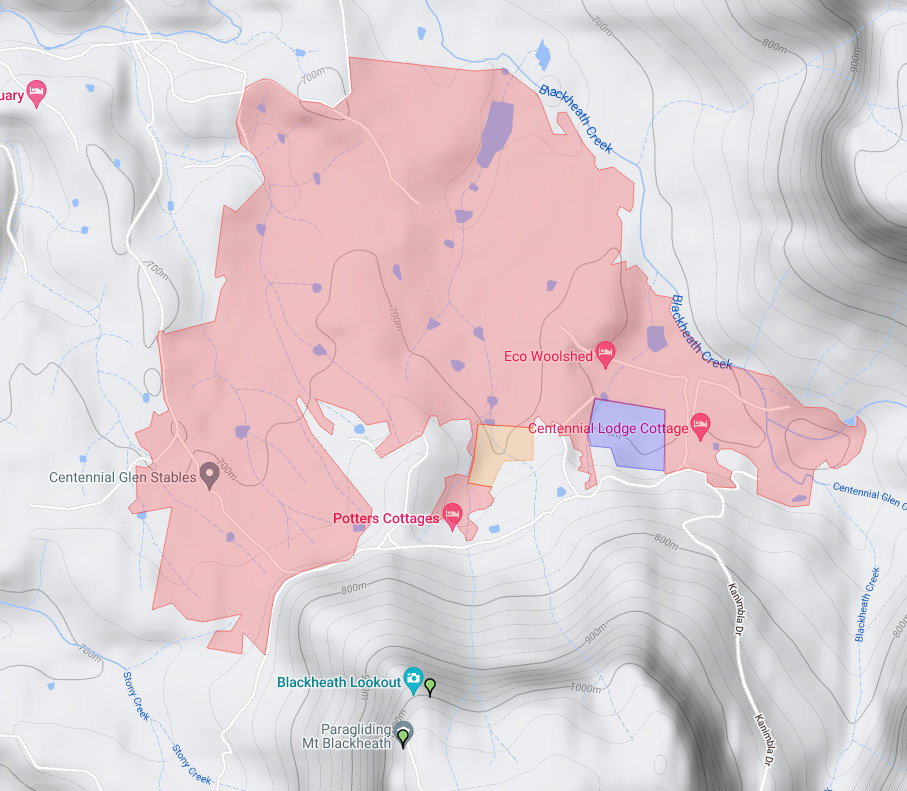 700m
800m
900m
700m
uary
Blackheath Creek
700m
700m
Blackheath Creek
Eco Woolshed
Centennial Lodge Cottage
700m
Centennial Glen Stables
Centennial Glen C
Potters Cottages
800m
800m
Kanimbla Dr
Blackheath Creek
900m
800m
700m
Stony Creek
Blackheath Lookout
1000m
Paragliding
Mt Blackheath
Kanimbla Dr
Stony Creek